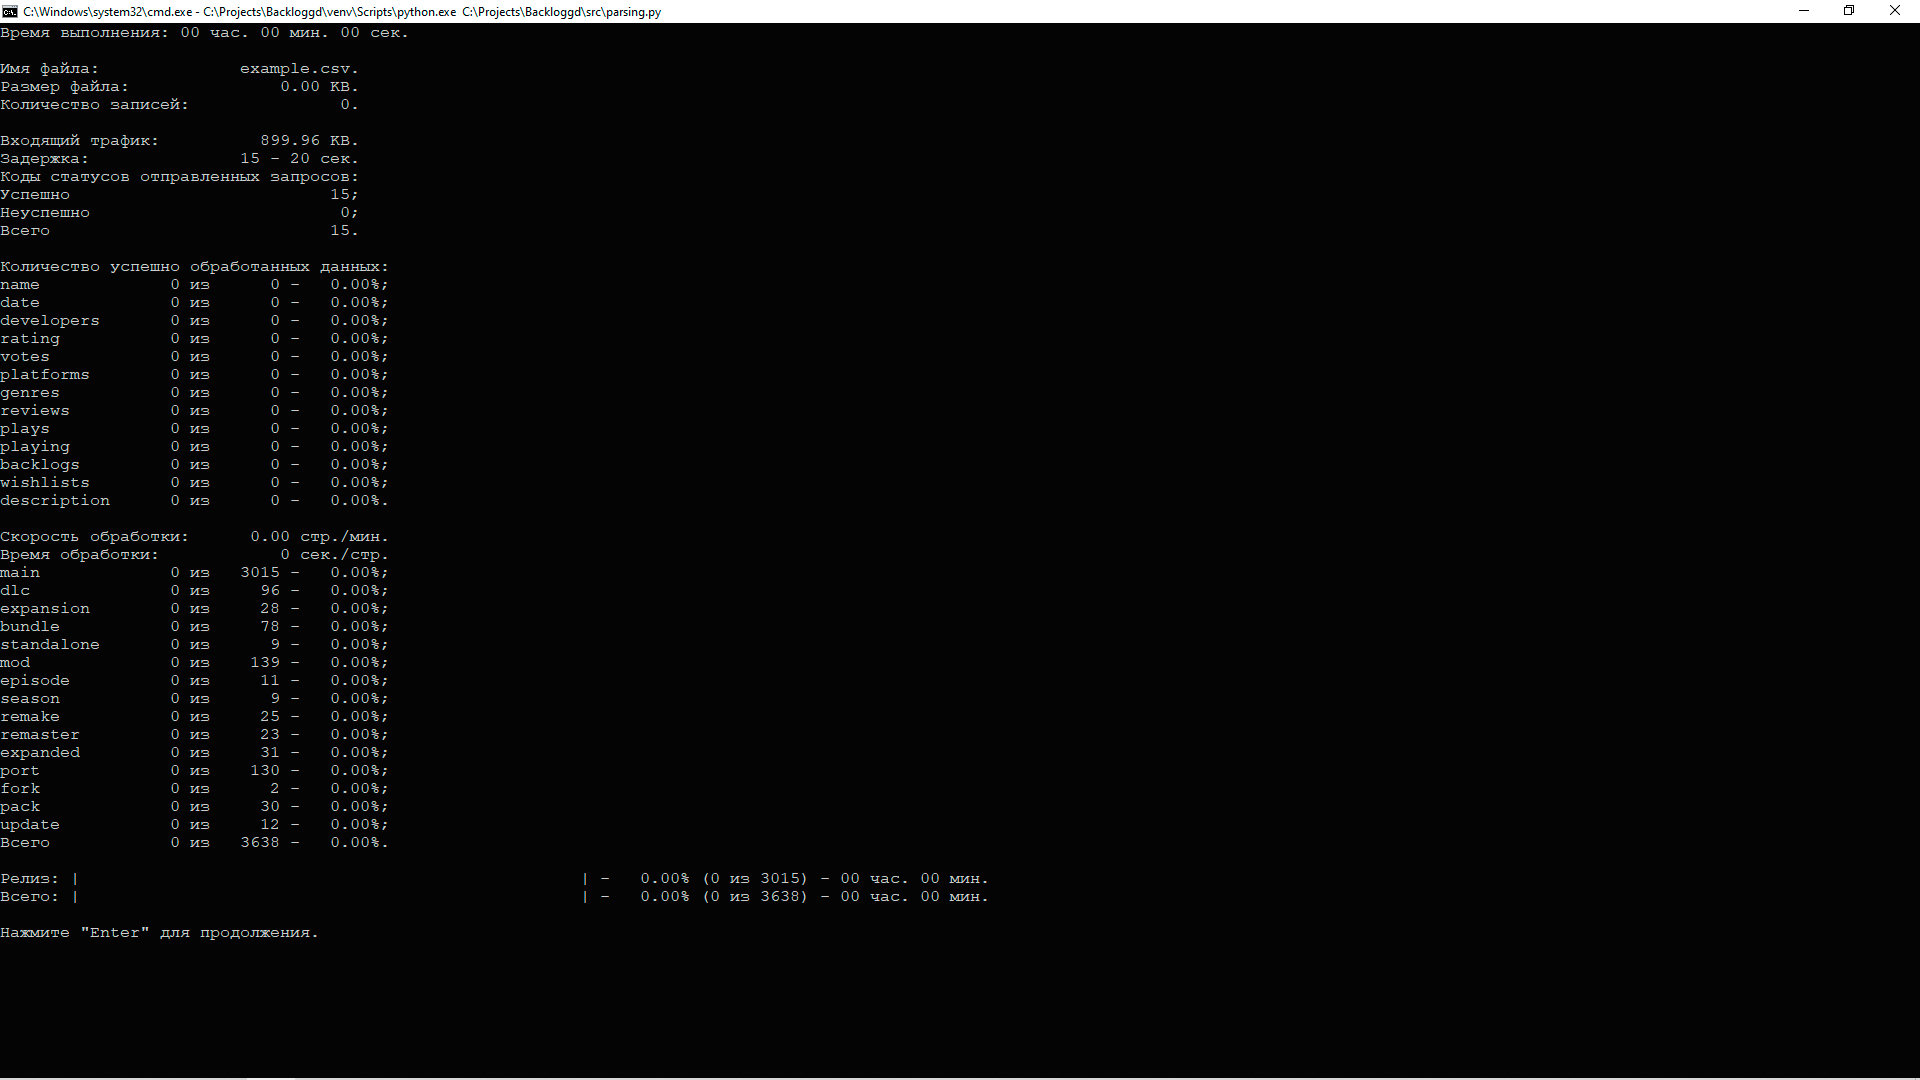 C:\Windows\system32\cmd.exe - C:\Projects\Backloggd\venv\Scripts\python.exe C:\Projects\Backloggd\src\parsing.py
Время выполнения: 00 час. 00 мин. 00 сек.
Имя файла: example.csv.
Размер файла: 0.00 KB.
Количество записей: 0.
Входящий трафик: 899.96 KB.
Задержка: 15 - 20 сек.
Коды статусов отправленных запросов:
Успешно 15;
Неуспешно 0;
Всего 15.
Количество успешно обработанных данных:
name 0 из 0 - 0.00%;
date 0 из 0 - 0.00%;
developers 0 из 0 - 0.00%;
rating 0 из 0 - 0.00%;
votes 0 из 0 - 0.00%;
platforms 0 из 0 - 0.00%;
genres 0 из 0 - 0.00%;
reviews 0 из 0 - 0.00%;
plays 0 из 0 - 0.00%;
playing 0 из 0 - 0.00%;
backlogs 0 из 0 - 0.00%;
wishlists 0 из 0 - 0.00%;
description 0 из 0 - 0.00%.
Скорость обработки: 0.00 стр./мин.
Время обработки: 0 сек./стр.
main 0 из 3015 - 0.00%;
dlc 0 из 96 - 0.00%;
expansion 0 из 28 - 0.00%;
bundle 0 из 78 - 0.00%;
standalone 0 из 9 - 0.00%;
mod 0 из 139 - 0.00%;
episode 0 из 11 - 0.00%;
season 0 из 9 - 0.00%;
remake 0 из 25 - 0.00%;
remaster 0 из 23 - 0.00%;
expanded 0 из 31 - 0.00%;
port 0 из 130 - 0.00%;
fork 0 из 2 - 0.00%;
pack 0 из 30 - 0.00%;
update 0 из 12 - 0.00%;
Всего 0 из 3638 - 0.00%.
Релиз: | | - 0.00% (0 из 3015) - 00 час. 00 мин.
Всего: | | - 0.00% (0 из 3638) - 00 час. 00 мин.
Нажмите "Enter" для продолжения.